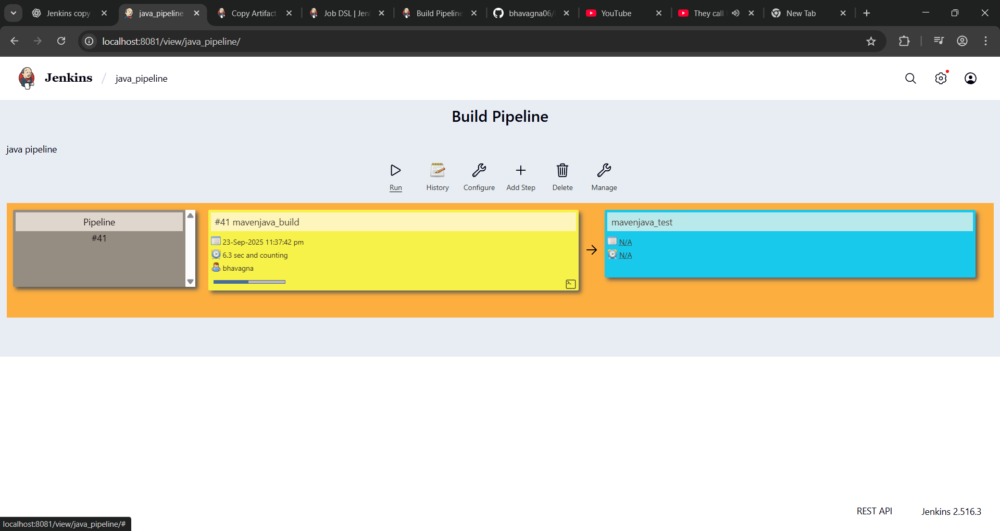 Jenkins copy
java_pipeline
Copy Artifact
Job DSL | Jen
Build Pipeline
bhavagna06/
YouTube
They call
New Tab
localhost:8081/view/java_pipeline/
Jenkins / java_pipeline
Build Pipeline
java pipeline
Run
History
Configure
Add Step
Delete
Manage
Pipeline
#41
#41 mavenjava_build
23-Sep-2025 11:37:42 pm
6.3 sec and counting
bhavagna
mavenjava_test
N/A
N/A
REST API
Jenkins 2.516.3
localhost:8081/view/java_pipeline/#